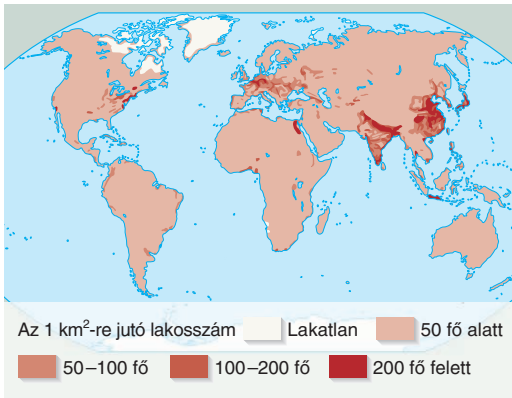 Az 1 km²-re jutó lakosszám Lakatlan 50 fő alatt
50–100 fő 100–200 fő 200 fő felett